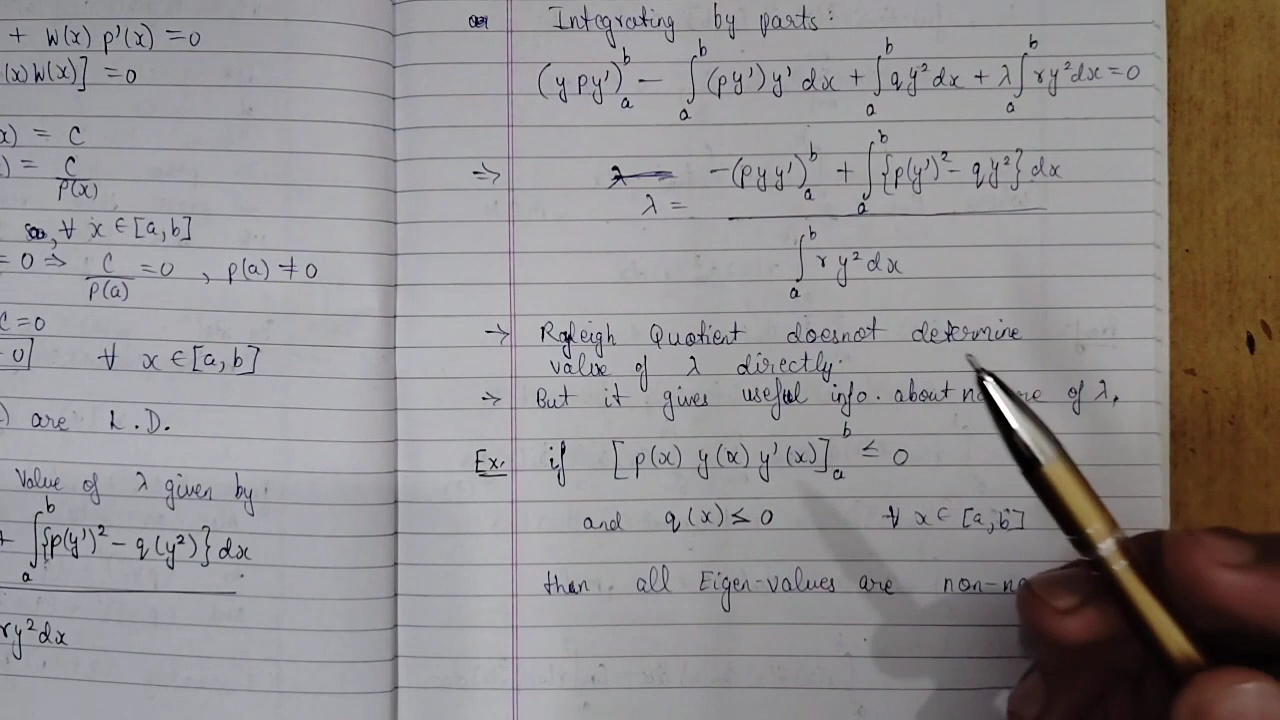 + W(x) p'(x) = 0
(x) W(x)] = 0
x) = C
) = C/P(x)
, ∀ x ∈ [a, b]
= 0 ⇒ C/P(a) = 0 , p(a) ≠ 0
C = 0
0] ∀ x ∈ [a, b]
) are L.D.
Value of λ given by
+ ∫_a^b {p(y')² - q(y²)} dx
ry² dx
Integrating by parts:
(y p y')_a^b - ∫_a^b (py') y' dx + ∫_a^b q y² dx + λ ∫_a^b r y² dx = 0
⇒ -(p y y')_a^b + ∫_a^b {p(y')² - q y²} dx
λ =
∫_a^b r y² dx
→ Rgleigh Quotient doesnot determine
value of λ directly.
→ But it gives useful info. about of λ,
Ex. if [p(x) y(x) y'(x)]_a^b ≤ 0
and q(x) ≤ 0 ∀ x ∈ [a, b]
then all Eigen-values are non-